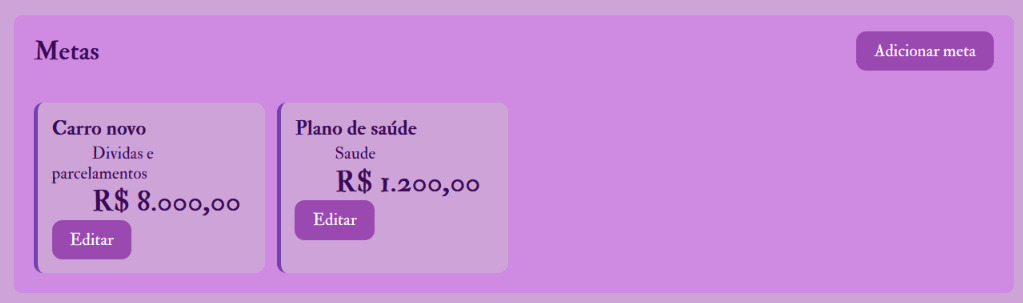 Metas
Adicionar meta
Carro novo
Dividas e
parcelamentos
R$ 8.000,00
Editar
Plano de saúde
Saude
R$ 1.200,00
Editar